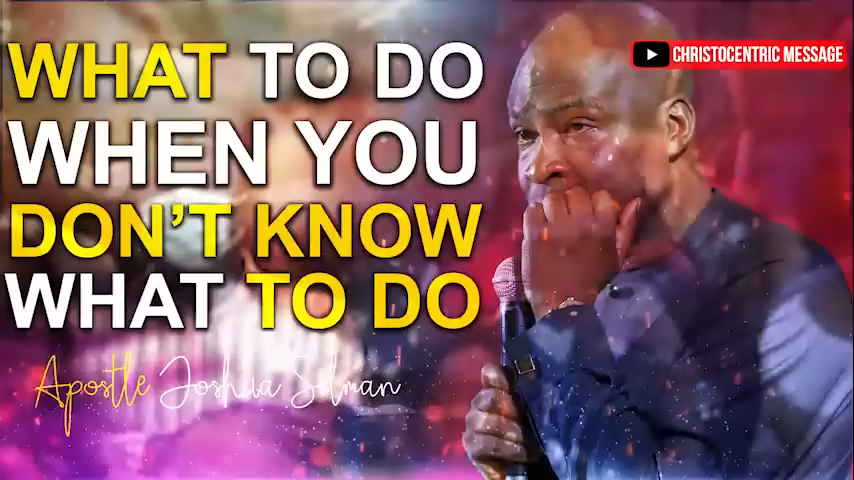 WHAT TO DO
WHEN YOU
DON'T KNOW
WHAT TO DO
Apostle Joshua Selman
CHRISTOCENTRIC MESSAGE